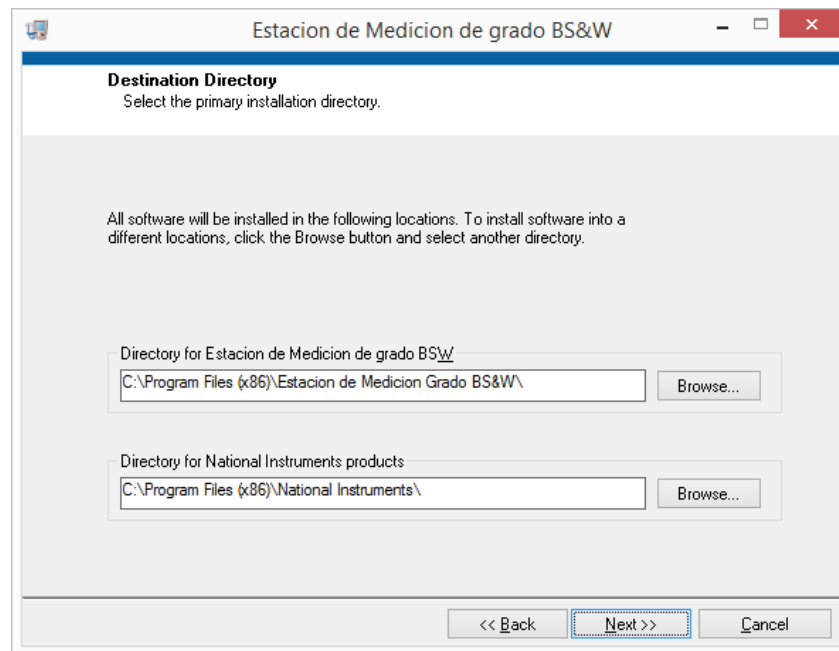 Estacion de Medicion de grado BS&W
Destination Directory
Select the primary installation directory.
All software will be installed in the following locations. To install software into a
different locations, click the Browse button and select another directory.
Directory for Estacion de Medicion de grado BSW
C:\Program Files (x86)\Estacion de Medicion Grado BS&W\
Browse...
Directory for National Instruments products
C:\Program Files (x86)\National Instruments\
Browse...
<< Back
Next >>
Cancel